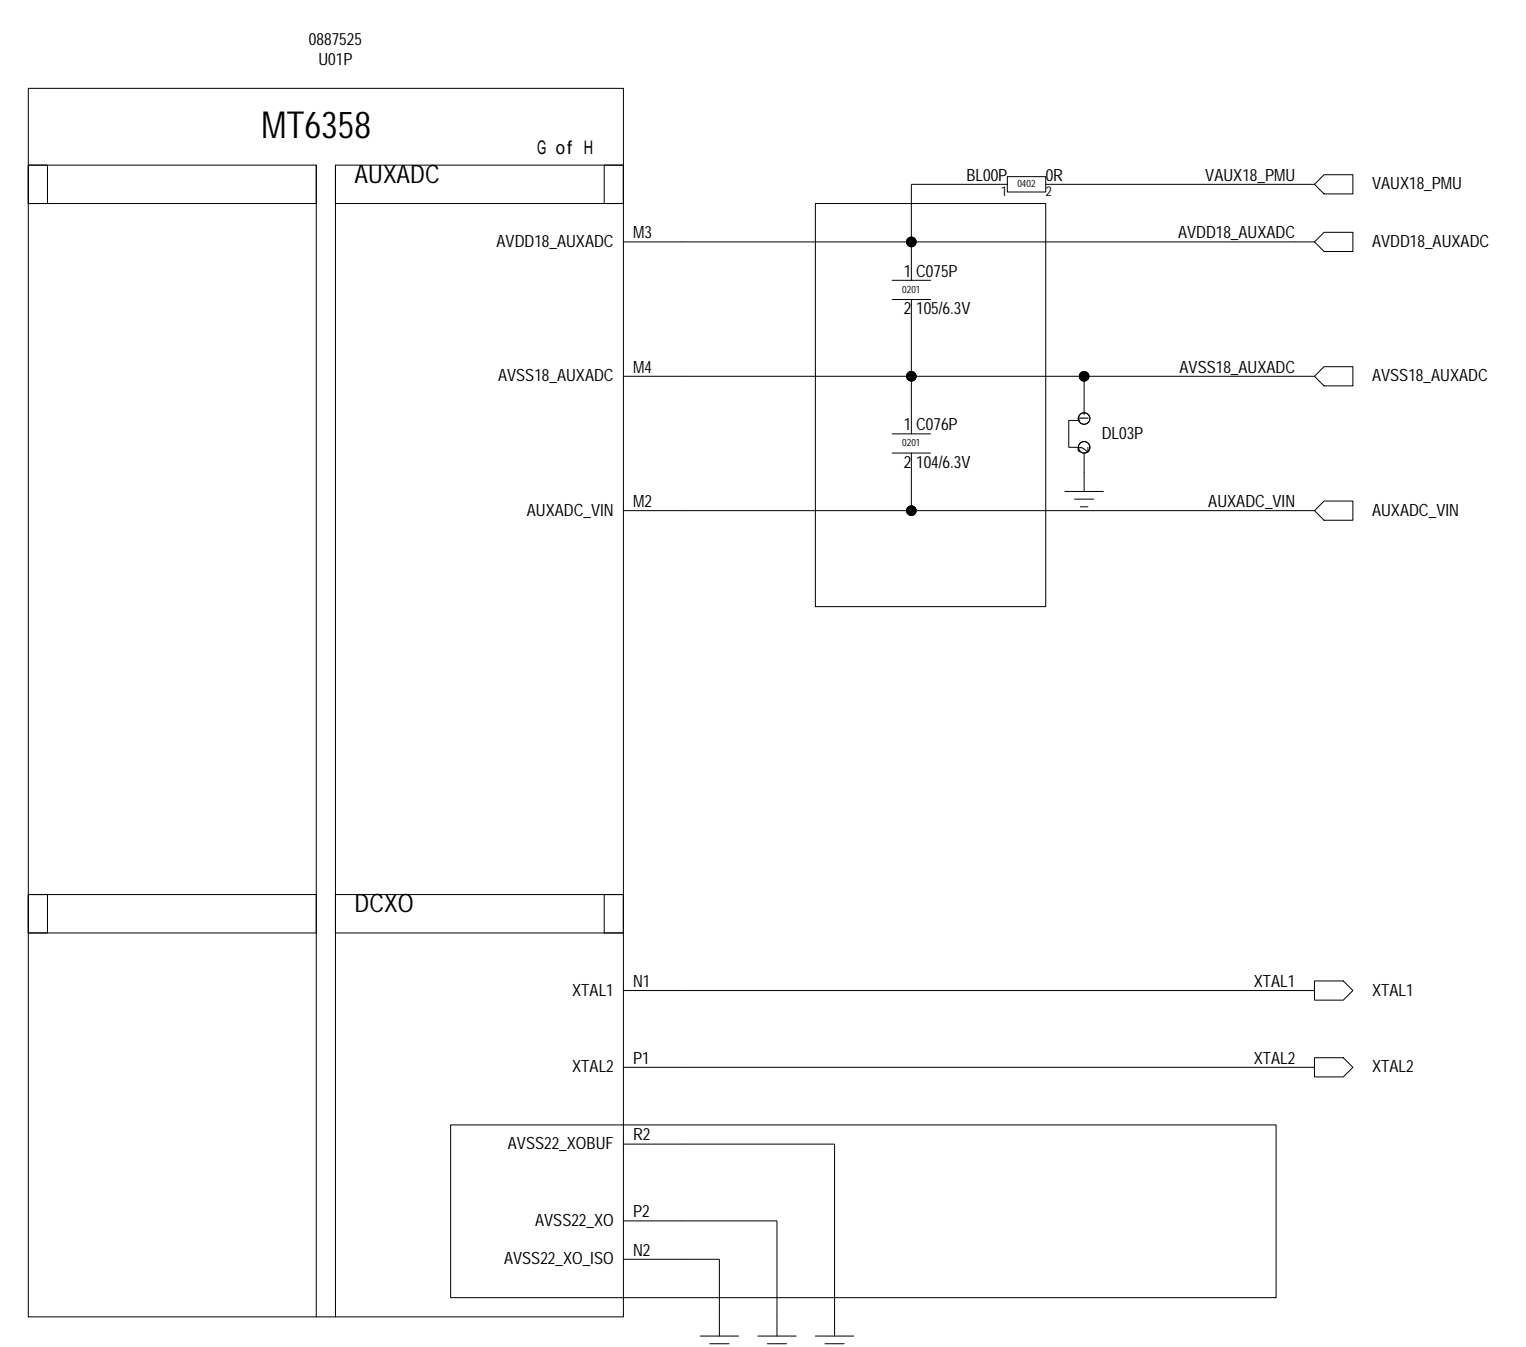 0887525
U01P
MT6358
G of H
AUXADC
BL00P 0402 0R
1 2
VAUX18_PMU VAUX18_PMU
AVDD18_AUXADC M3 AVDD18_AUXADC AVDD18_AUXADC
1 C075P
0201
2 105/6.3V
AVSS18_AUXADC M4 AVSS18_AUXADC AVSS18_AUXADC
1 C076P
0201
2 104/6.3V
DL03P
AUXADC_VIN M2 AUXADC_VIN AUXADC_VIN
DCXO
XTAL1 N1 XTAL1 XTAL1
XTAL2 P1 XTAL2 XTAL2
AVSS22_XOBUF R2
AVSS22_XO P2
AVSS22_XO_ISO N2